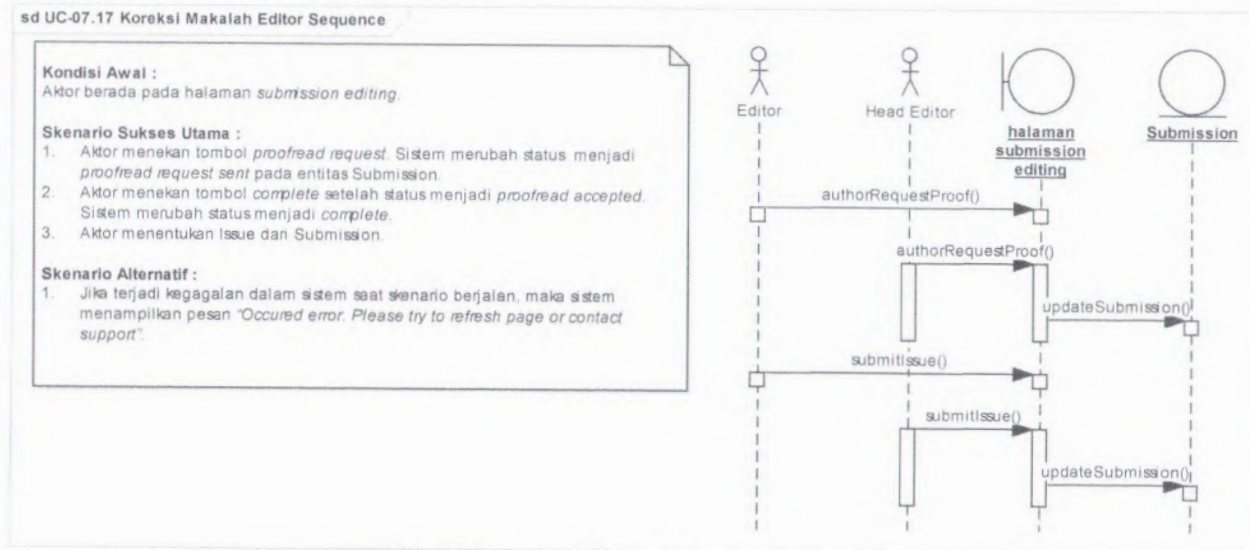 sd UC-07.17 Koreksi Makalah Editor Sequence
Kondisi Awal :
Aktor berada pada halaman submission editing.
Skenario Sukses Utama :
1. Aktor menekan tombol proofread request. Sistem merubah status menjadi
proofread request sent pada entitas Submission.
2. Aktor menekan tombol complete setelah status menjadi proofread accepted.
Sistem merubah status menjadi complete.
3. Aktor menentukan Issue dari Submission.
Skenario Alternatif :
1. Jika terjadi kegagalan dalam sistem saat skenario berjalan, maka sistem
menampilkan pesan "Occured error. Please try to refresh page or contact
support".
Editor
Head Editor
halaman
submission
editing
Submission
authorRequestProof()
authorRequestProof()
updateSubmission()
submitIssue()
submitIssue()
updateSubmission()